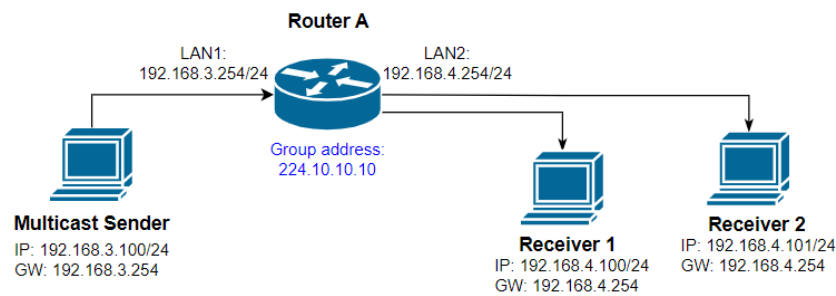 Router A
LAN1:
192.168.3.254/24
LAN2:
192.168.4.254/24
Group address:
224.10.10.10
Multicast Sender
IP: 192.168.3.100/24
GW: 192.168.3.254
Receiver 1
IP: 192.168.4.100/24
GW: 192.168.4.254
Receiver 2
IP: 192.168.4.101/24
GW: 192.168.4.254